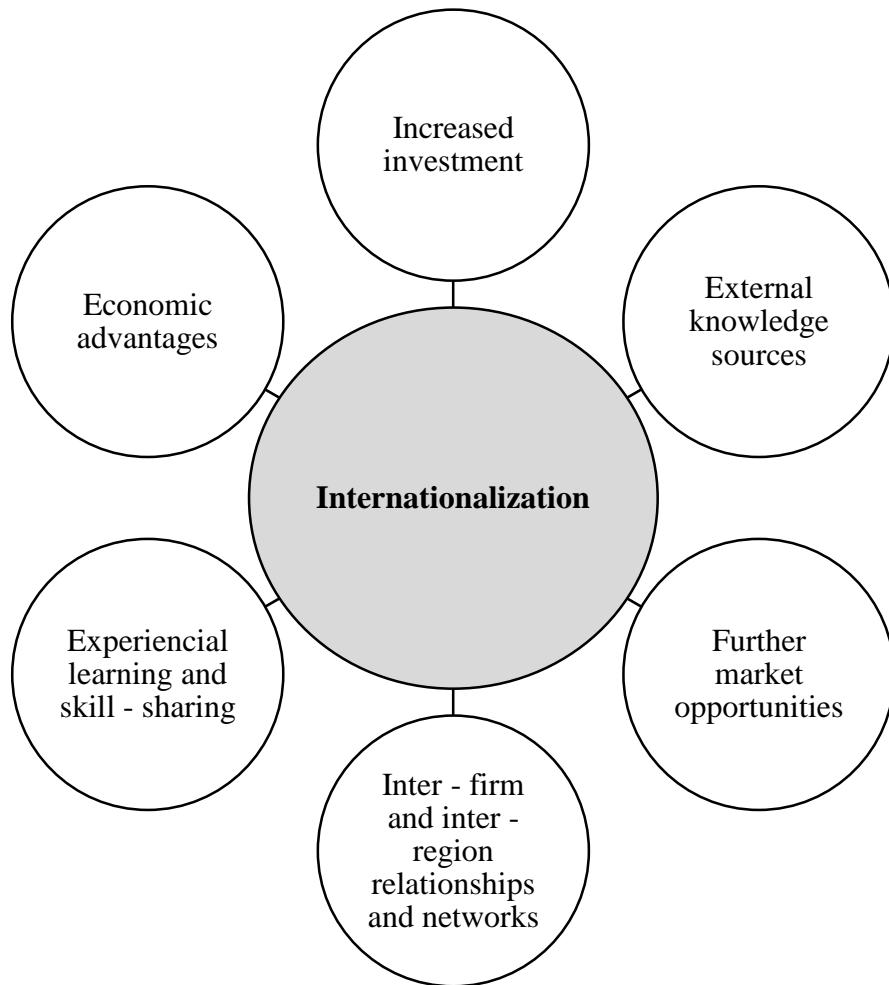 Increased
investment
Economic
advantages
External
knowledge
sources
Internationalization
Experiencial
learning and
skill - sharing
Further
market
opportunities
Inter - firm
and inter -
region
relationships
and networks